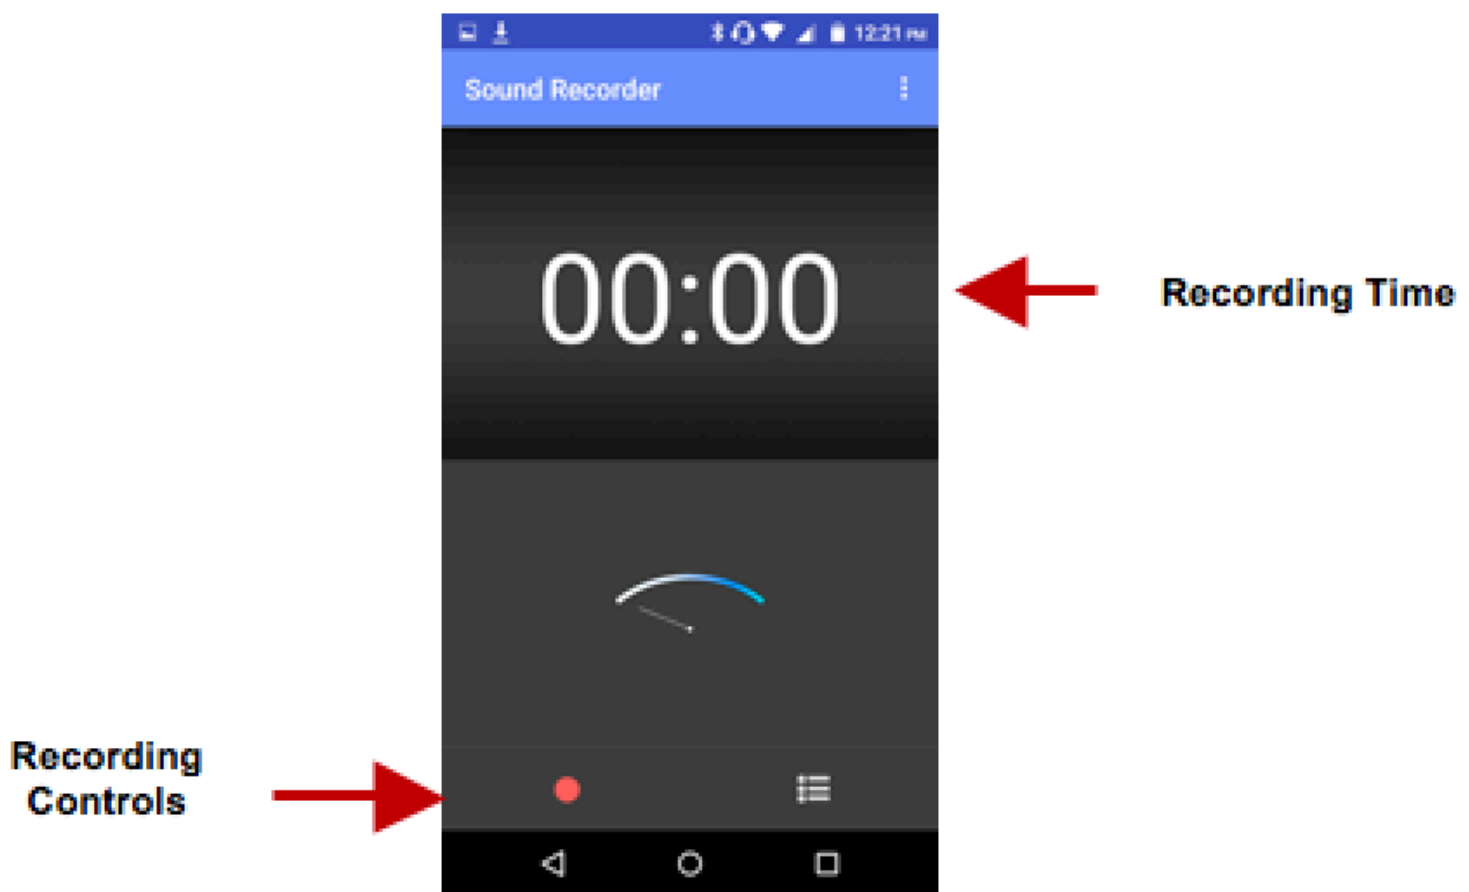 12:21 PM
Sound Recorder
00:00
Recording Time
Recording
Controls